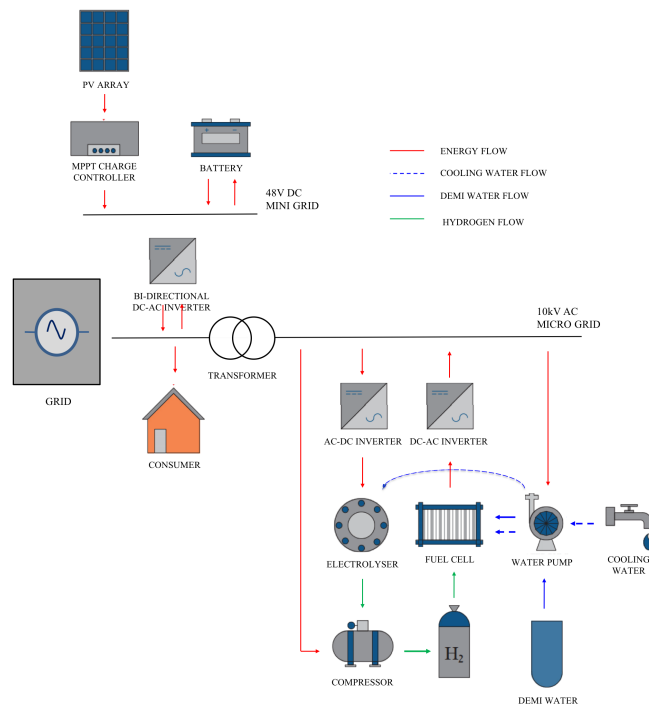 PV ARRAY
MPPT CHARGE
CONTROLLER
BATTERY
48V DC
MINI GRID
ENERGY FLOW
COOLING WATER FLOW
DEMI WATER FLOW
HYDROGEN FLOW
BI-DIRECTIONAL
DC-AC INVERTER
10kV AC
MICRO GRID
TRANSFORMER
GRID
CONSUMER
AC-DC INVERTER
DC-AC INVERTER
ELECTROLYSER
FUEL CELL
WATER PUMP
COOLING
WATER
H2
COMPRESSOR
DEMI WATER